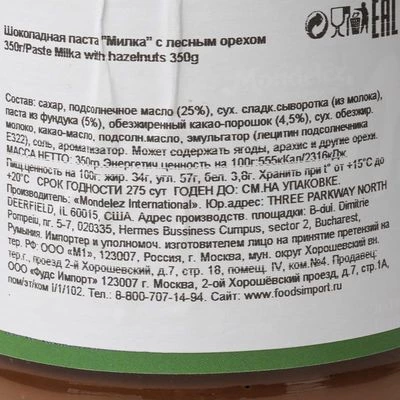 Шоколадная паста "Милка" с лесным орехом
350г/Paste Milka with hazelnuts 350g
EAC
Состав: сахар, подсолнечное масло (25%), сух. сладк.сыворотка (из молока),
паста из фундука (5%), обезжиренный какао-порошок (4,5%), сух. обезжир.
молоко, какао-масло, подсолн.масло, эмульгатор (лецитин подсолнечника
E322), соль, ароматизатор. Может содержать ягоды, арахис и другие орехи.
МАССА НЕТТО: 350гр Энергетич ценность на 100г:555кКал/2316кДж.
Пищ ценность на 100г: жир. 34г, угл. 57г, бел. 3,8г. Хранить при t° от +15°C до
+20°C. СРОК ГОДНОСТИ 275 сут ГОДЕН ДО: СМ.НА УПАКОВКЕ.
«Mondelez International». Юр.адрес: THREE PARKWAY NORTH
DEERFIELD, IL 60015, США. Адрес производств. площадки: B-dul. Dimitrie
Pompeiu, nr. 5-7, 020335, Hermes Bussiness Cumpus, sector 2, Bucharest,
Румыния. Импортер и уполномоч. изготовителем лицо на принятие претензий на
тер. РФ: ООО «М1», 123007, Россия, г. Москва, мун. округ Хорошевский вн.
тер.г., проезд 2-й Хорошевский, д.7, стр. 18, помещ. IV, ком.№4. Продавец:
ООО «Фудс Импорт» 123007, г. Москва, 2-ой Хорошевский проезд, д.7, стр.1А,
пом/эт/ком I/1/102. Тел.: 8-800-707-14-94. Сайт: www.foodsimport.ru